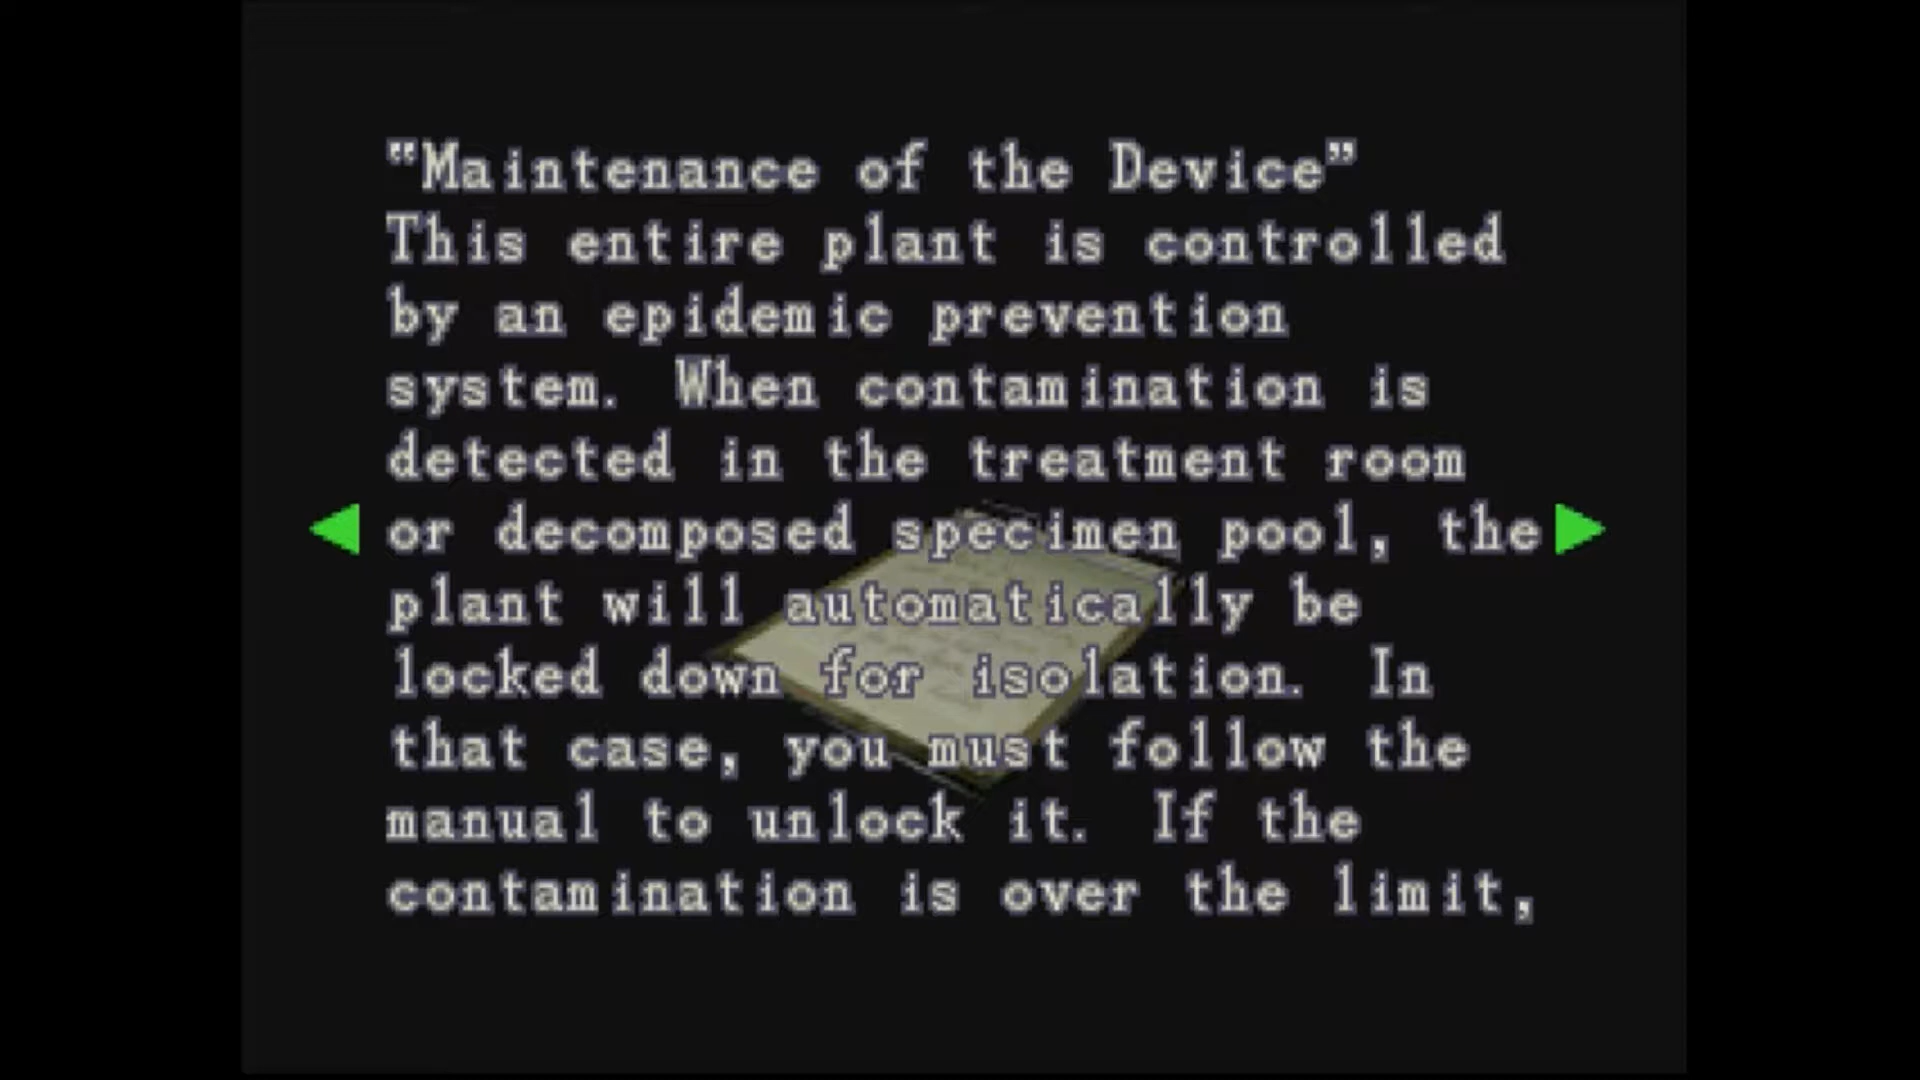 “Maintenance of the Device”
This entire plant is controlled
by an epidemic prevention
system. When contamination is
detected in the treatment room
or decomposed specimen pool, the
plant will automatically be
locked down for isolation. In
that case, you must follow the
manual to unlock it. If the
contamination is over the limit,